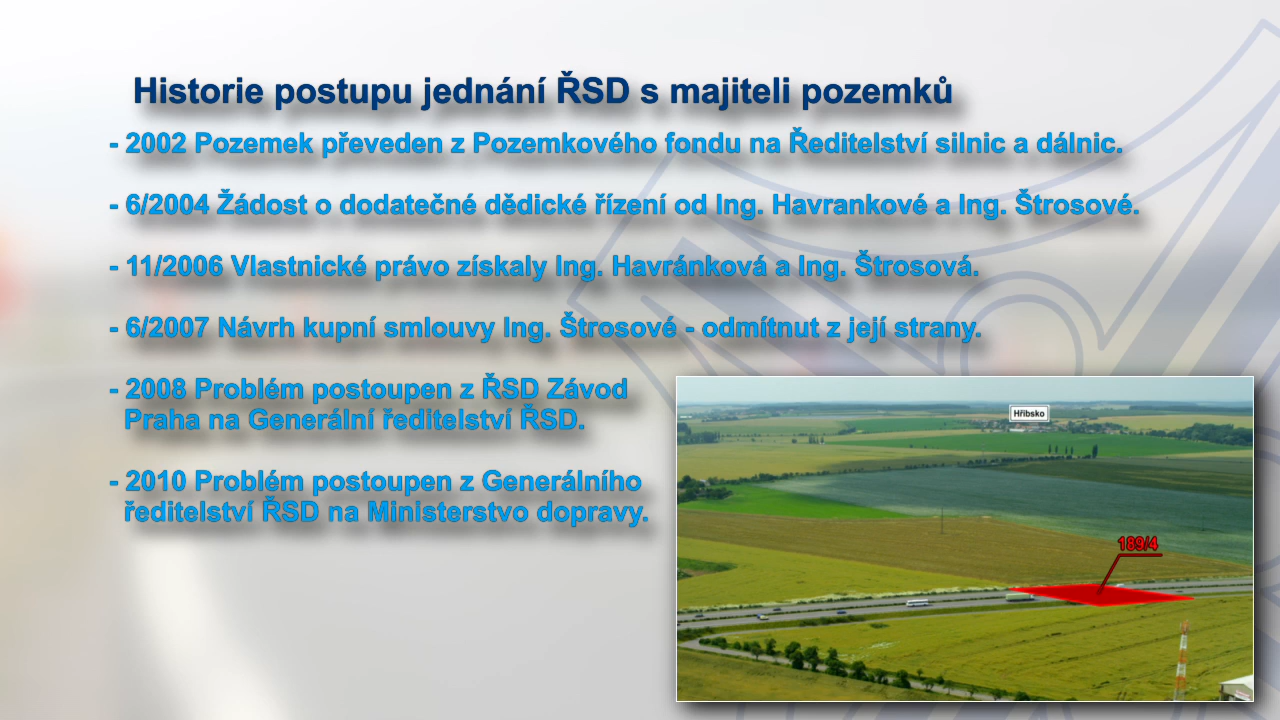 Historie postupu jednání ŘSD s majiteli pozemků
- 2002 Pozemek převeden z Pozemkového fondu na Ředitelství silnic a dálnic.
- 6/2004 Žádost o dodatečné dědické řízení od Ing. Havrankové a Ing. Štrosové.
- 11/2006 Vlastnické právo získaly Ing. Havránková a Ing. Štrosová.
- 6/2007 Návrh kupní smlouvy Ing. Štrosové - odmítnut z její strany.
- 2008 Problém postoupen z ŘSD Závod
Praha na Generální ředitelství ŘSD.
- 2010 Problém postoupen z Generálního
ředitelství ŘSD na Ministerstvo dopravy.
Hřibsko
189/4